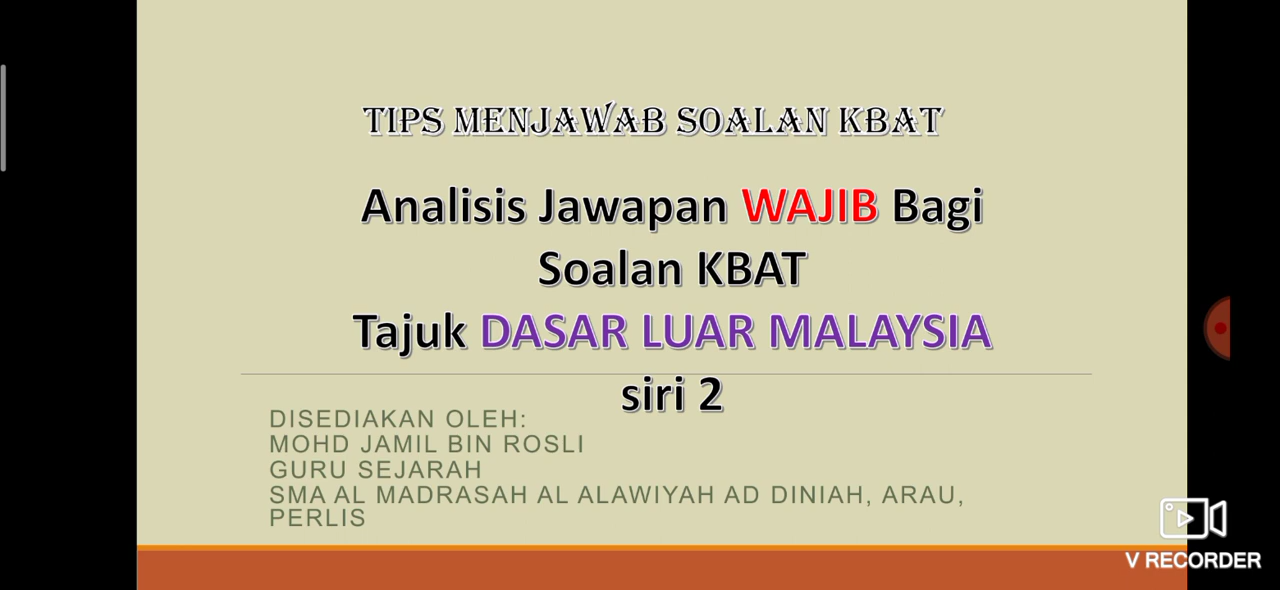 TIPS MENJAWAB SOALAN KBAT
Analisis Jawapan WAJIB Bagi
Soalan KBAT
Tajuk DASAR LUAR MALAYSIA
siri 2
DISEDIAKAN OLEH:
MOHD JAMIL BIN ROSLI
GURU SEJARAH
SMA AL MADRASAH AL ALAWIYAH AD DINIAH, ARAU,
PERLIS
V RECORDER